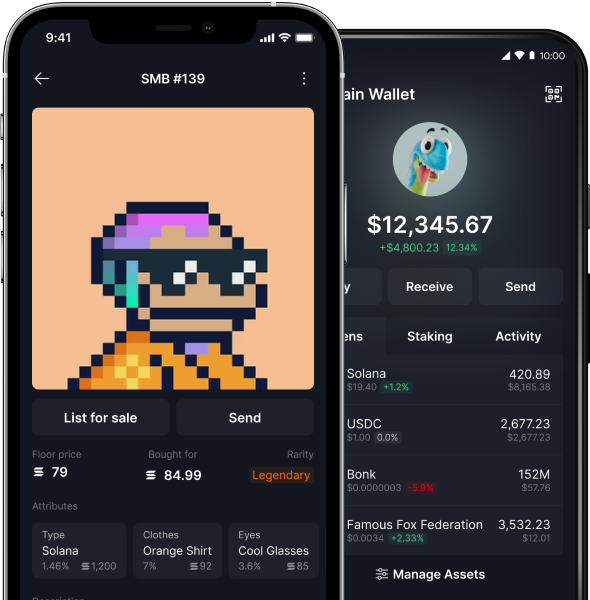 9:41
SMB #139
List for sale
Send
Floor price
Bought for
Rarity
79
84.99
Legendary
Attributes
Type
Clothes
Eyes
Solana
Orange Shirt
Cool Glasses
1.46%
1,200
7%
92
3.6%
85
10:00
ain Wallet
$12,345.67
+$4,800.23 12.34%
y
Receive
Send
ens
Staking
Activity
Solana
420.89
$19.40 +1.2%
$8,165.38
USDC
2,677.23
$1.00 0.0%
$2,677.23
Bonk
152M
$0.0000003 -5.9%
$57.76
Famous Fox Federation
3,532.23
$0.0034 +2.33%
$12.01
Manage Assets